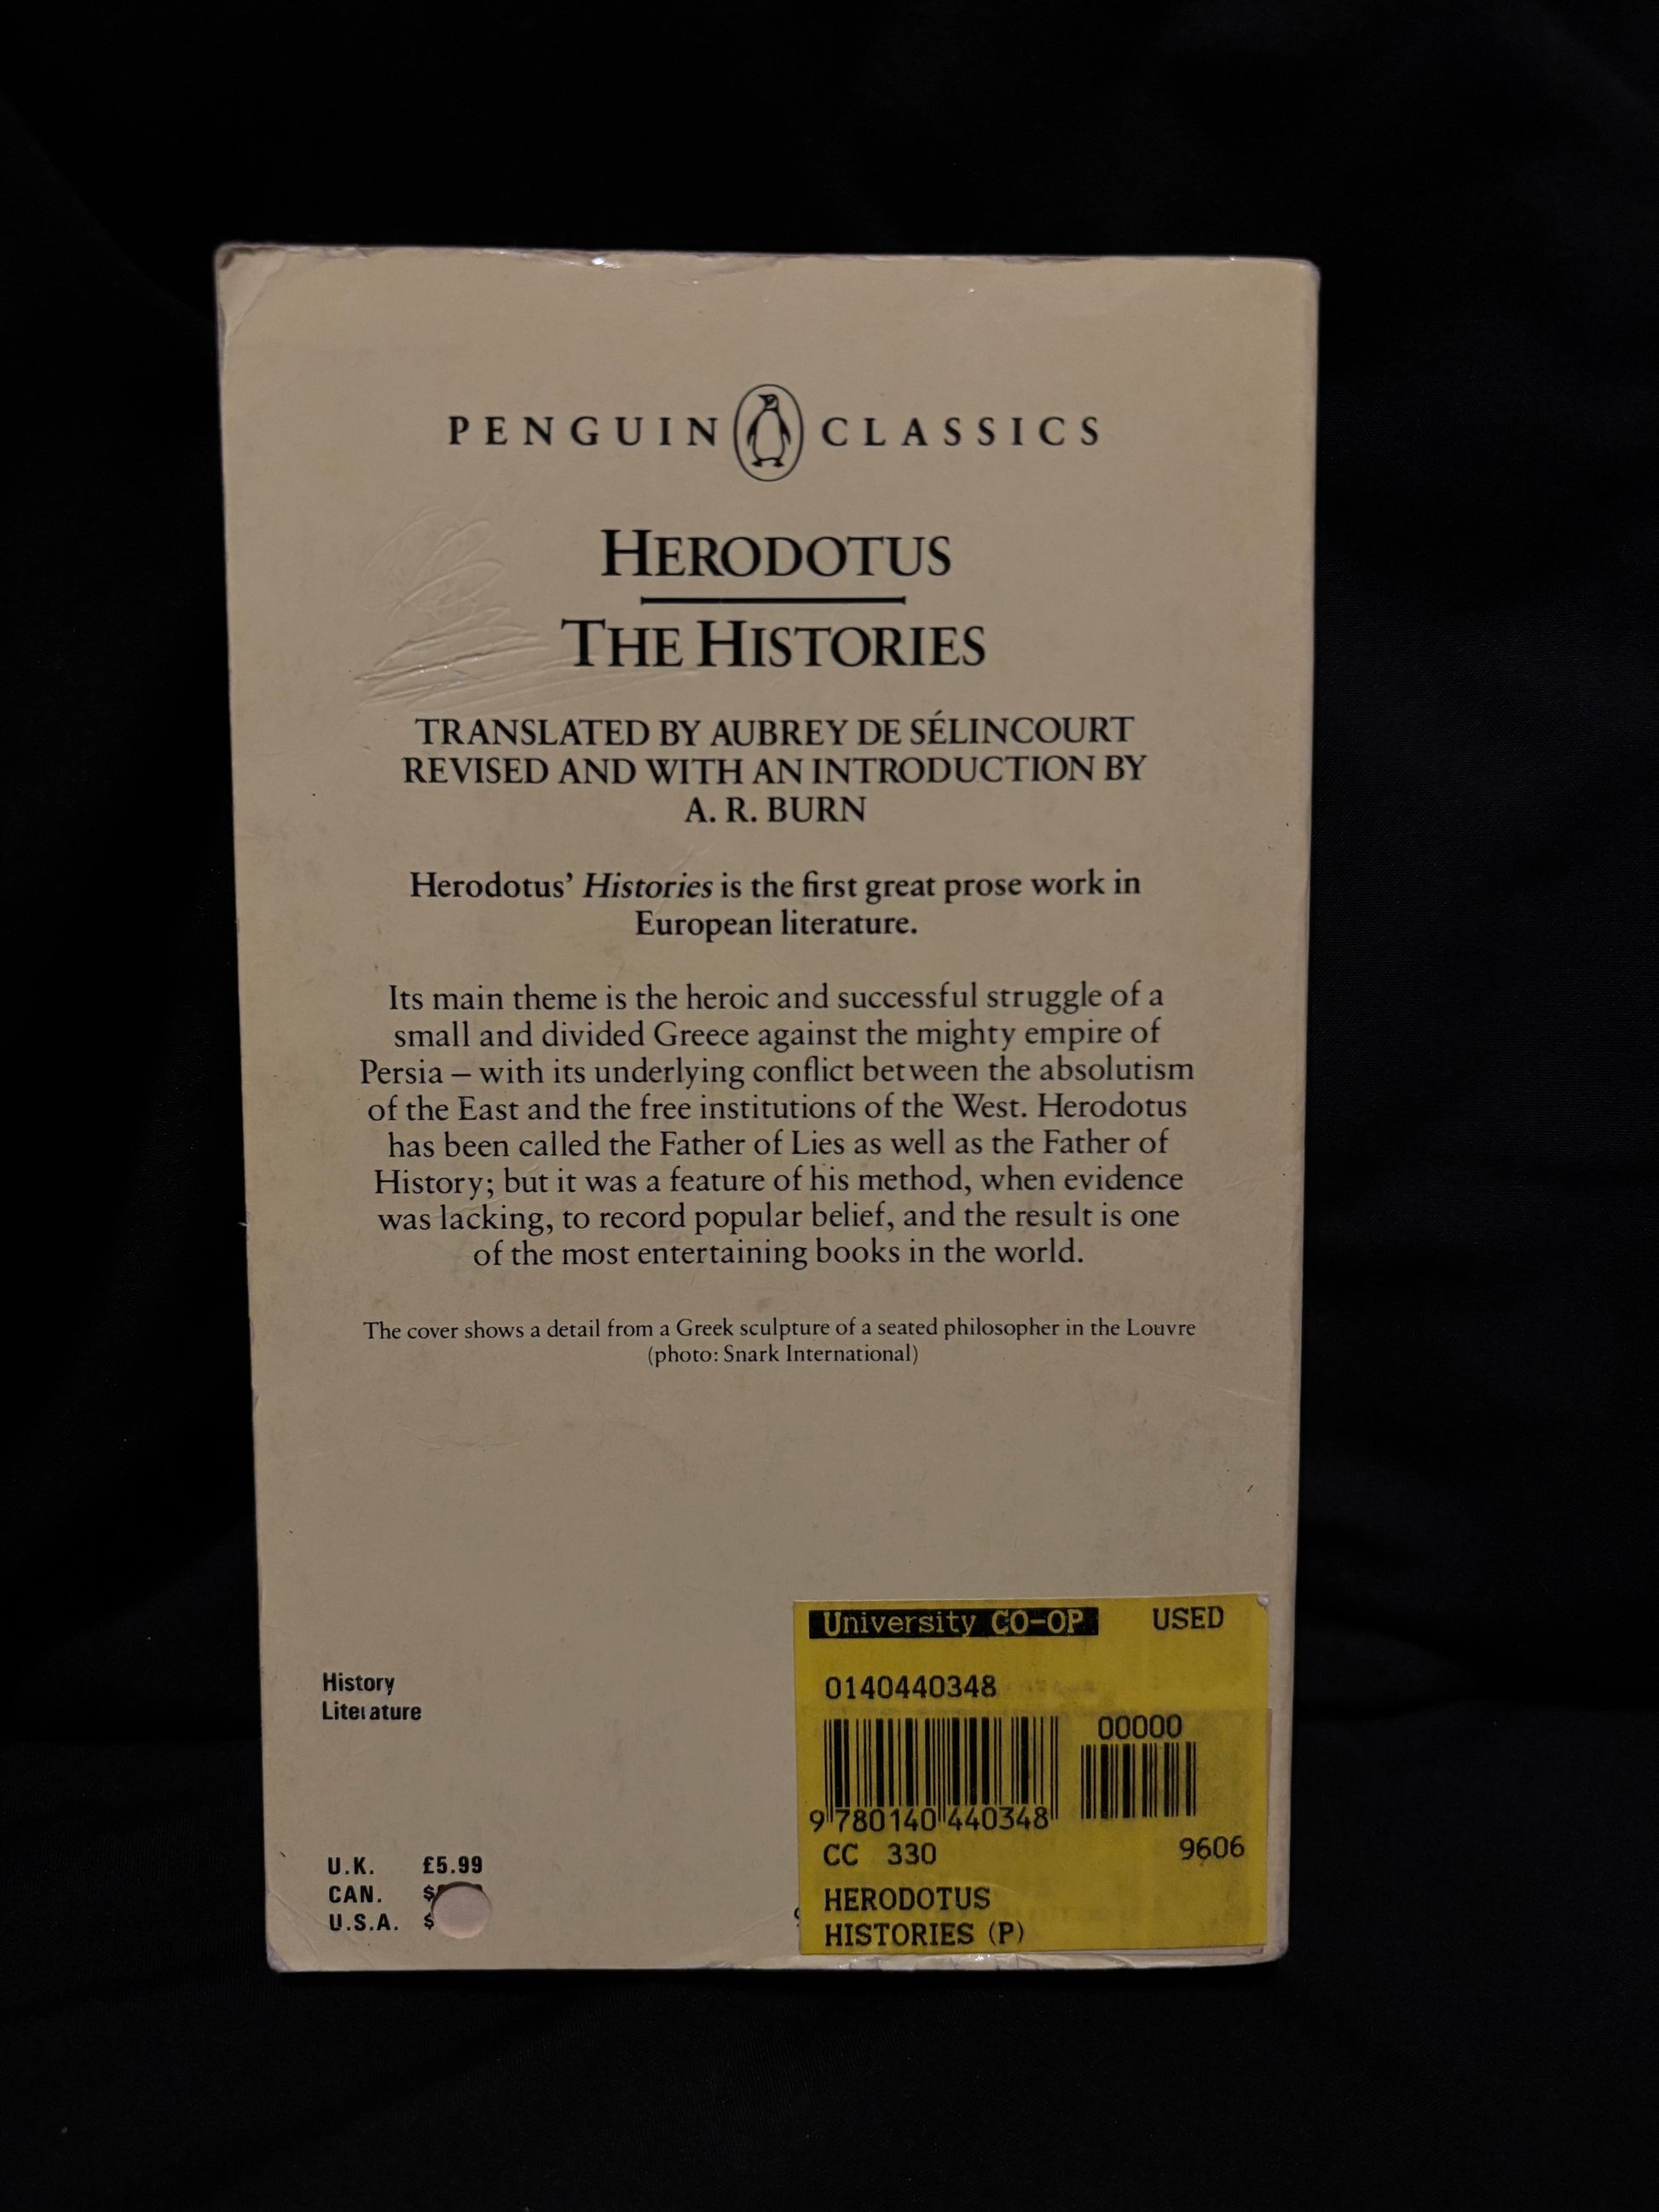 PENGUIN CLASSICS
HERODOTUS
THE HISTORIES
TRANSLATED BY AUBREY DE SÉLINCOURT
REVISED AND WITH AN INTRODUCTION BY
A. R. BURN
Herodotus’ Histories is the first great prose work in
European literature.
Its main theme is the heroic and successful struggle of a
small and divided Greece against the mighty empire of
Persia – with its underlying conflict between the absolutism
of the East and the free institutions of the West. Herodotus
has been called the Father of Lies as well as the Father of
History; but it was a feature of his method, when evidence
was lacking, to record popular belief, and the result is one
of the most entertaining books in the world.
The cover shows a detail from a Greek sculpture of a seated philosopher in the Louvre
(photo: Snark International)
History
Literature
U.K. £5.99
CAN. $
U.S.A. $
University CO-OP USED
0140440348
00000
9 780140 440348
CC 330 9606
HERODOTUS
HISTORIES (P)